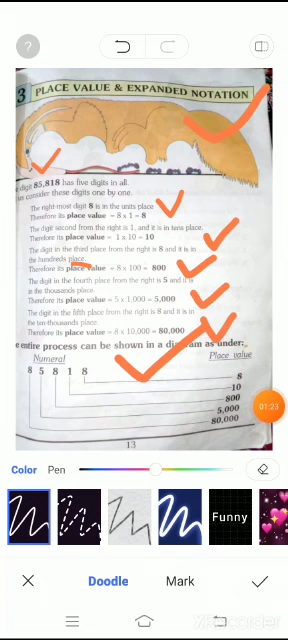 ?
3 PLACE VALUE & EXPANDED NOTATION
e digit 85,818 has five digits in all.
an consider these digits one by one.
The right-most digit 8 is in the units place
Therefore its place value = 8 x 1 = 8
The digit second from the right is 1, and it is in tens place.
Therefore its place value = 1 x 10 = 10
The digit in the third place from the right is 8 and it is in
the hundreds place.
Therefore its place value = 8 x 100 = 800
The digit in the fourth place from the right is 5 and it is
in the thousands place.
Therefore its place value = 5 x 1,000 = 5,000
The digit in the fifth place from the right is 8 and it is in
the ten-thousands place.
Therefore its place value = 8 x 10,000 = 80,000
e entire process can be shown in a as under:
Numeral Place value
8 5 8 1 8
8
10
800
5,000
80,000
01:23
13
Color Pen
Funny
Doodle Mark
XRecorder